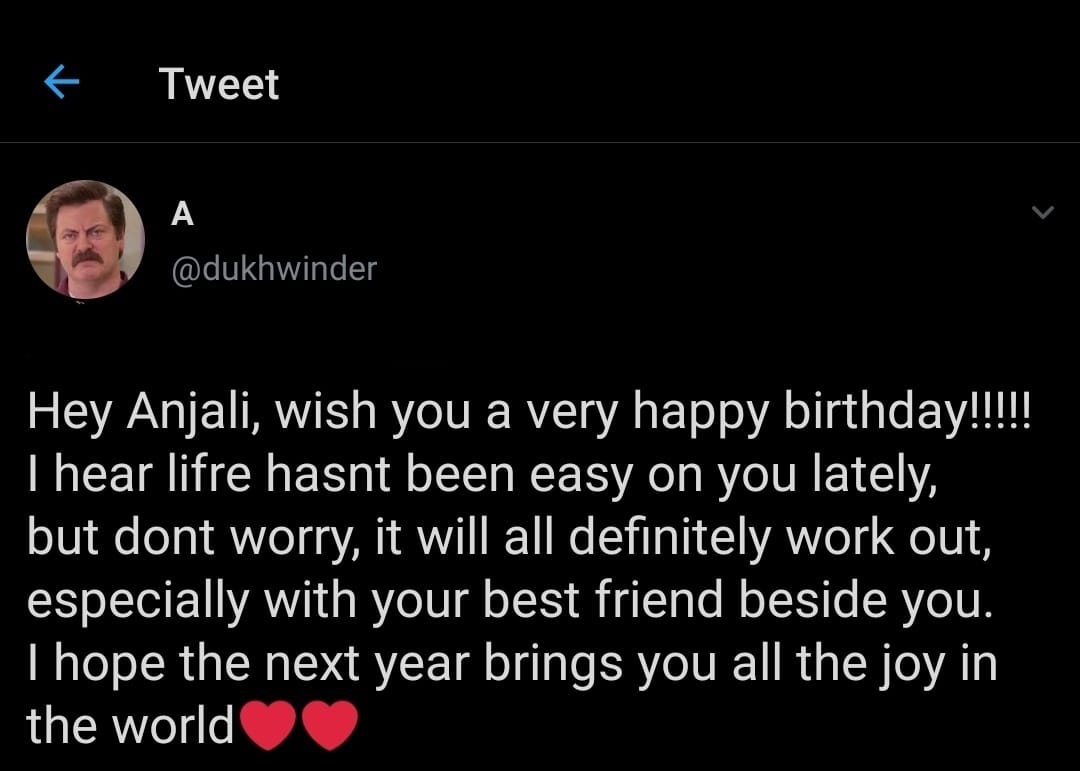 Tweet
A
@dukhwinder
Hey Anjali, wish you a very happy birthday!!!!!
I hear lifre hasnt been easy on you lately,
but dont worry, it will all definitely work out,
especially with your best friend beside you.
I hope the next year brings you all the joy in
the world❤️❤️